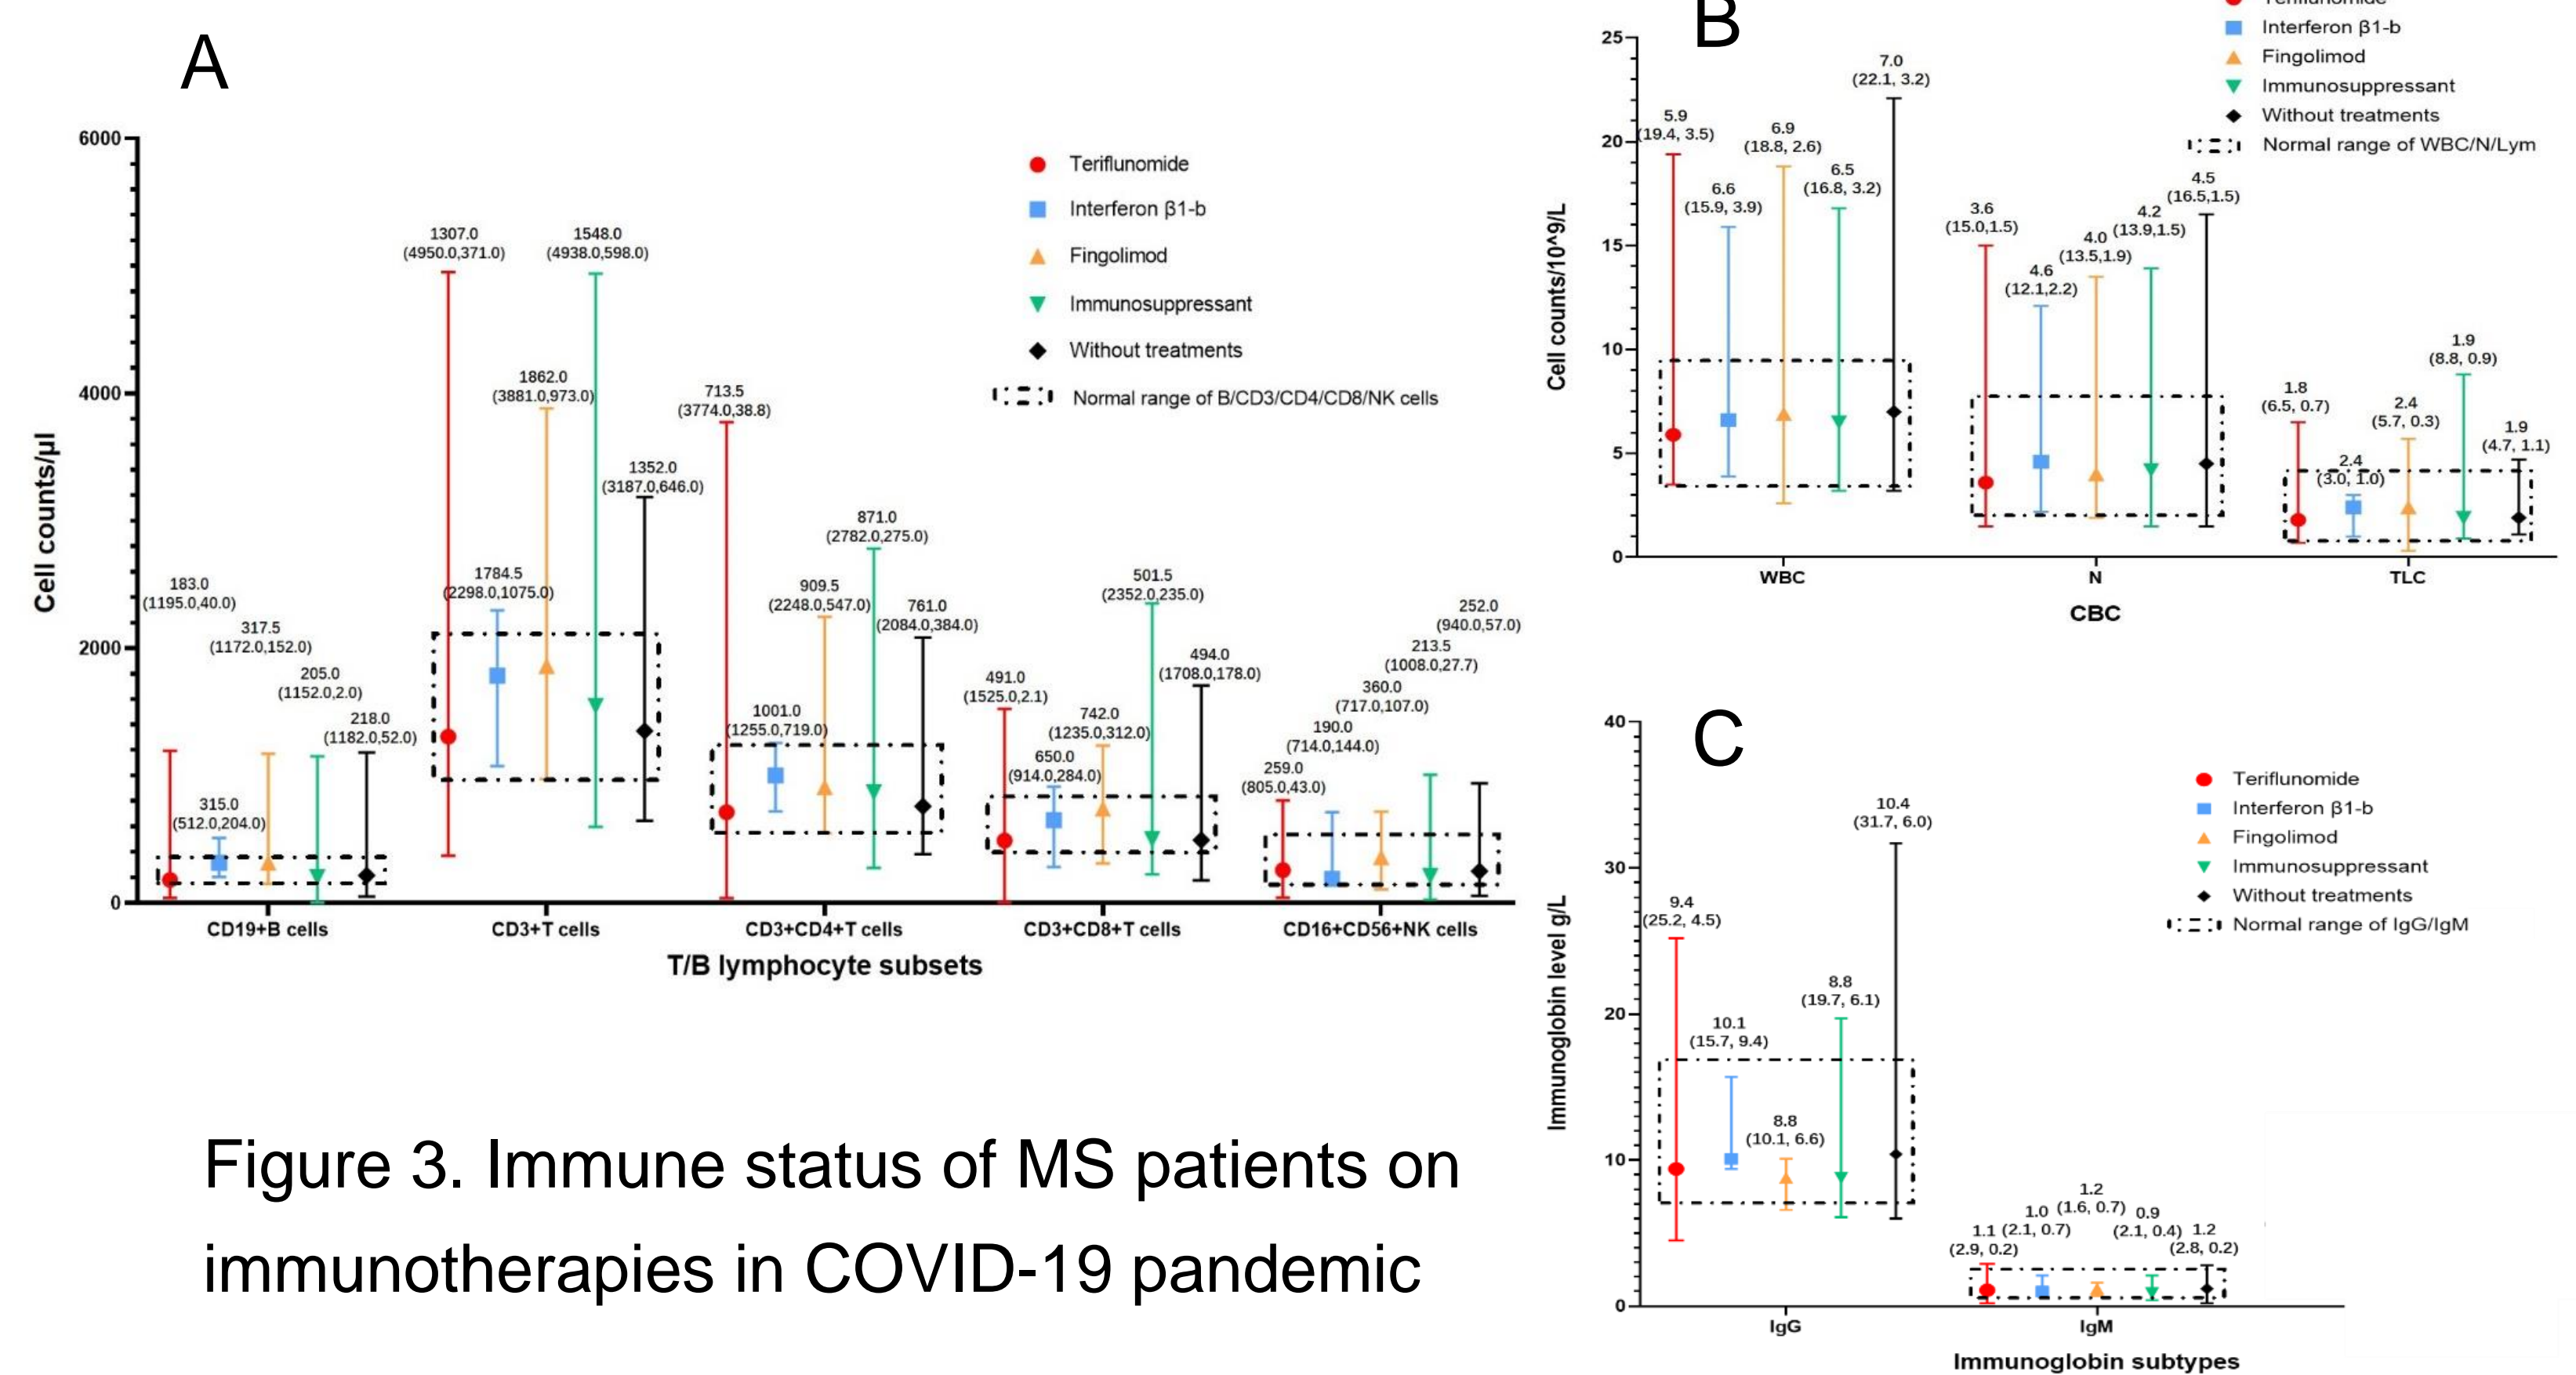 A
6000
4000
2000
0
Cell counts/µl
Teriflunomide
Interferon β1-b
Fingolimod
Immunosuppressant
Without treatments
Normal range of B/CD3/CD4/CD8/NK cells
183.0
(1195.0,40.0)
315.0
(512.0,204.0)
317.5
(1172.0,152.0)
205.0
(1152.0,2.0)
218.0
(1182.0,52.0)
1307.0
(4950.0,371.0)
1784.5
(2298.0,1075.0)
1862.0
(3881.0,973.0)
1548.0
(4938.0,598.0)
1352.0
(3187.0,646.0)
713.5
(3774.0,38.8)
1001.0
(1255.0,719.0)
909.5
(2248.0,547.0)
871.0
(2782.0,275.0)
761.0
(2084.0,384.0)
491.0
(1525.0,2.1)
650.0
(914.0,284.0)
742.0
(1235.0,312.0)
501.5
(2352.0,235.0)
494.0
(1708.0,178.0)
259.0
(805.0,43.0)
190.0
(714.0,144.0)
360.0
(717.0,107.0)
213.5
(1008.0,27.7)
252.0
(940.0,57.0)
CD19+B cells
CD3+T cells
CD3+CD4+T cells
CD3+CD8+T cells
CD16+CD56+NK cells
T/B lymphocyte subsets
B
25
20
15
10
5
0
Cell counts/10^9/L
Teriflunomide
Interferon β1-b
Fingolimod
Immunosuppressant
Without treatments
Normal range of WBC/N/Lym
5.9
(19.4, 3.5)
6.6
(15.9, 3.9)
6.9
(18.8, 2.6)
6.5
(16.8, 3.2)
7.0
(22.1, 3.2)
3.6
(15.0,1.5)
4.6
(12.1,2.2)
4.0
(13.5,1.9)
4.2
(13.9,1.5)
4.5
(16.5,1.5)
1.8
(6.5, 0.7)
2.4
(3.0, 1.0)
2.4
(5.7, 0.3)
1.9
(8.8, 0.9)
1.9
(4.7, 1.1)
WBC
N
TLC
CBC
C
40
30
20
10
0
Immunoglobin level g/L
Teriflunomide
Interferon β1-b
Fingolimod
Immunosuppressant
Without treatments
Normal range of IgG/IgM
9.4
(25.2, 4.5)
10.1
(15.7, 9.4)
8.8
(10.1, 6.6)
8.8
(19.7, 6.1)
10.4
(31.7, 6.0)
1.1
(2.9, 0.2)
1.0
(2.1, 0.7)
1.2
(1.6, 0.7)
0.9
(2.1, 0.4)
1.2
(2.8, 0.2)
IgG
IgM
Immunoglobin subtypes
Figure 3. Immune status of MS patients on
immunotherapies in COVID-19 pandemic